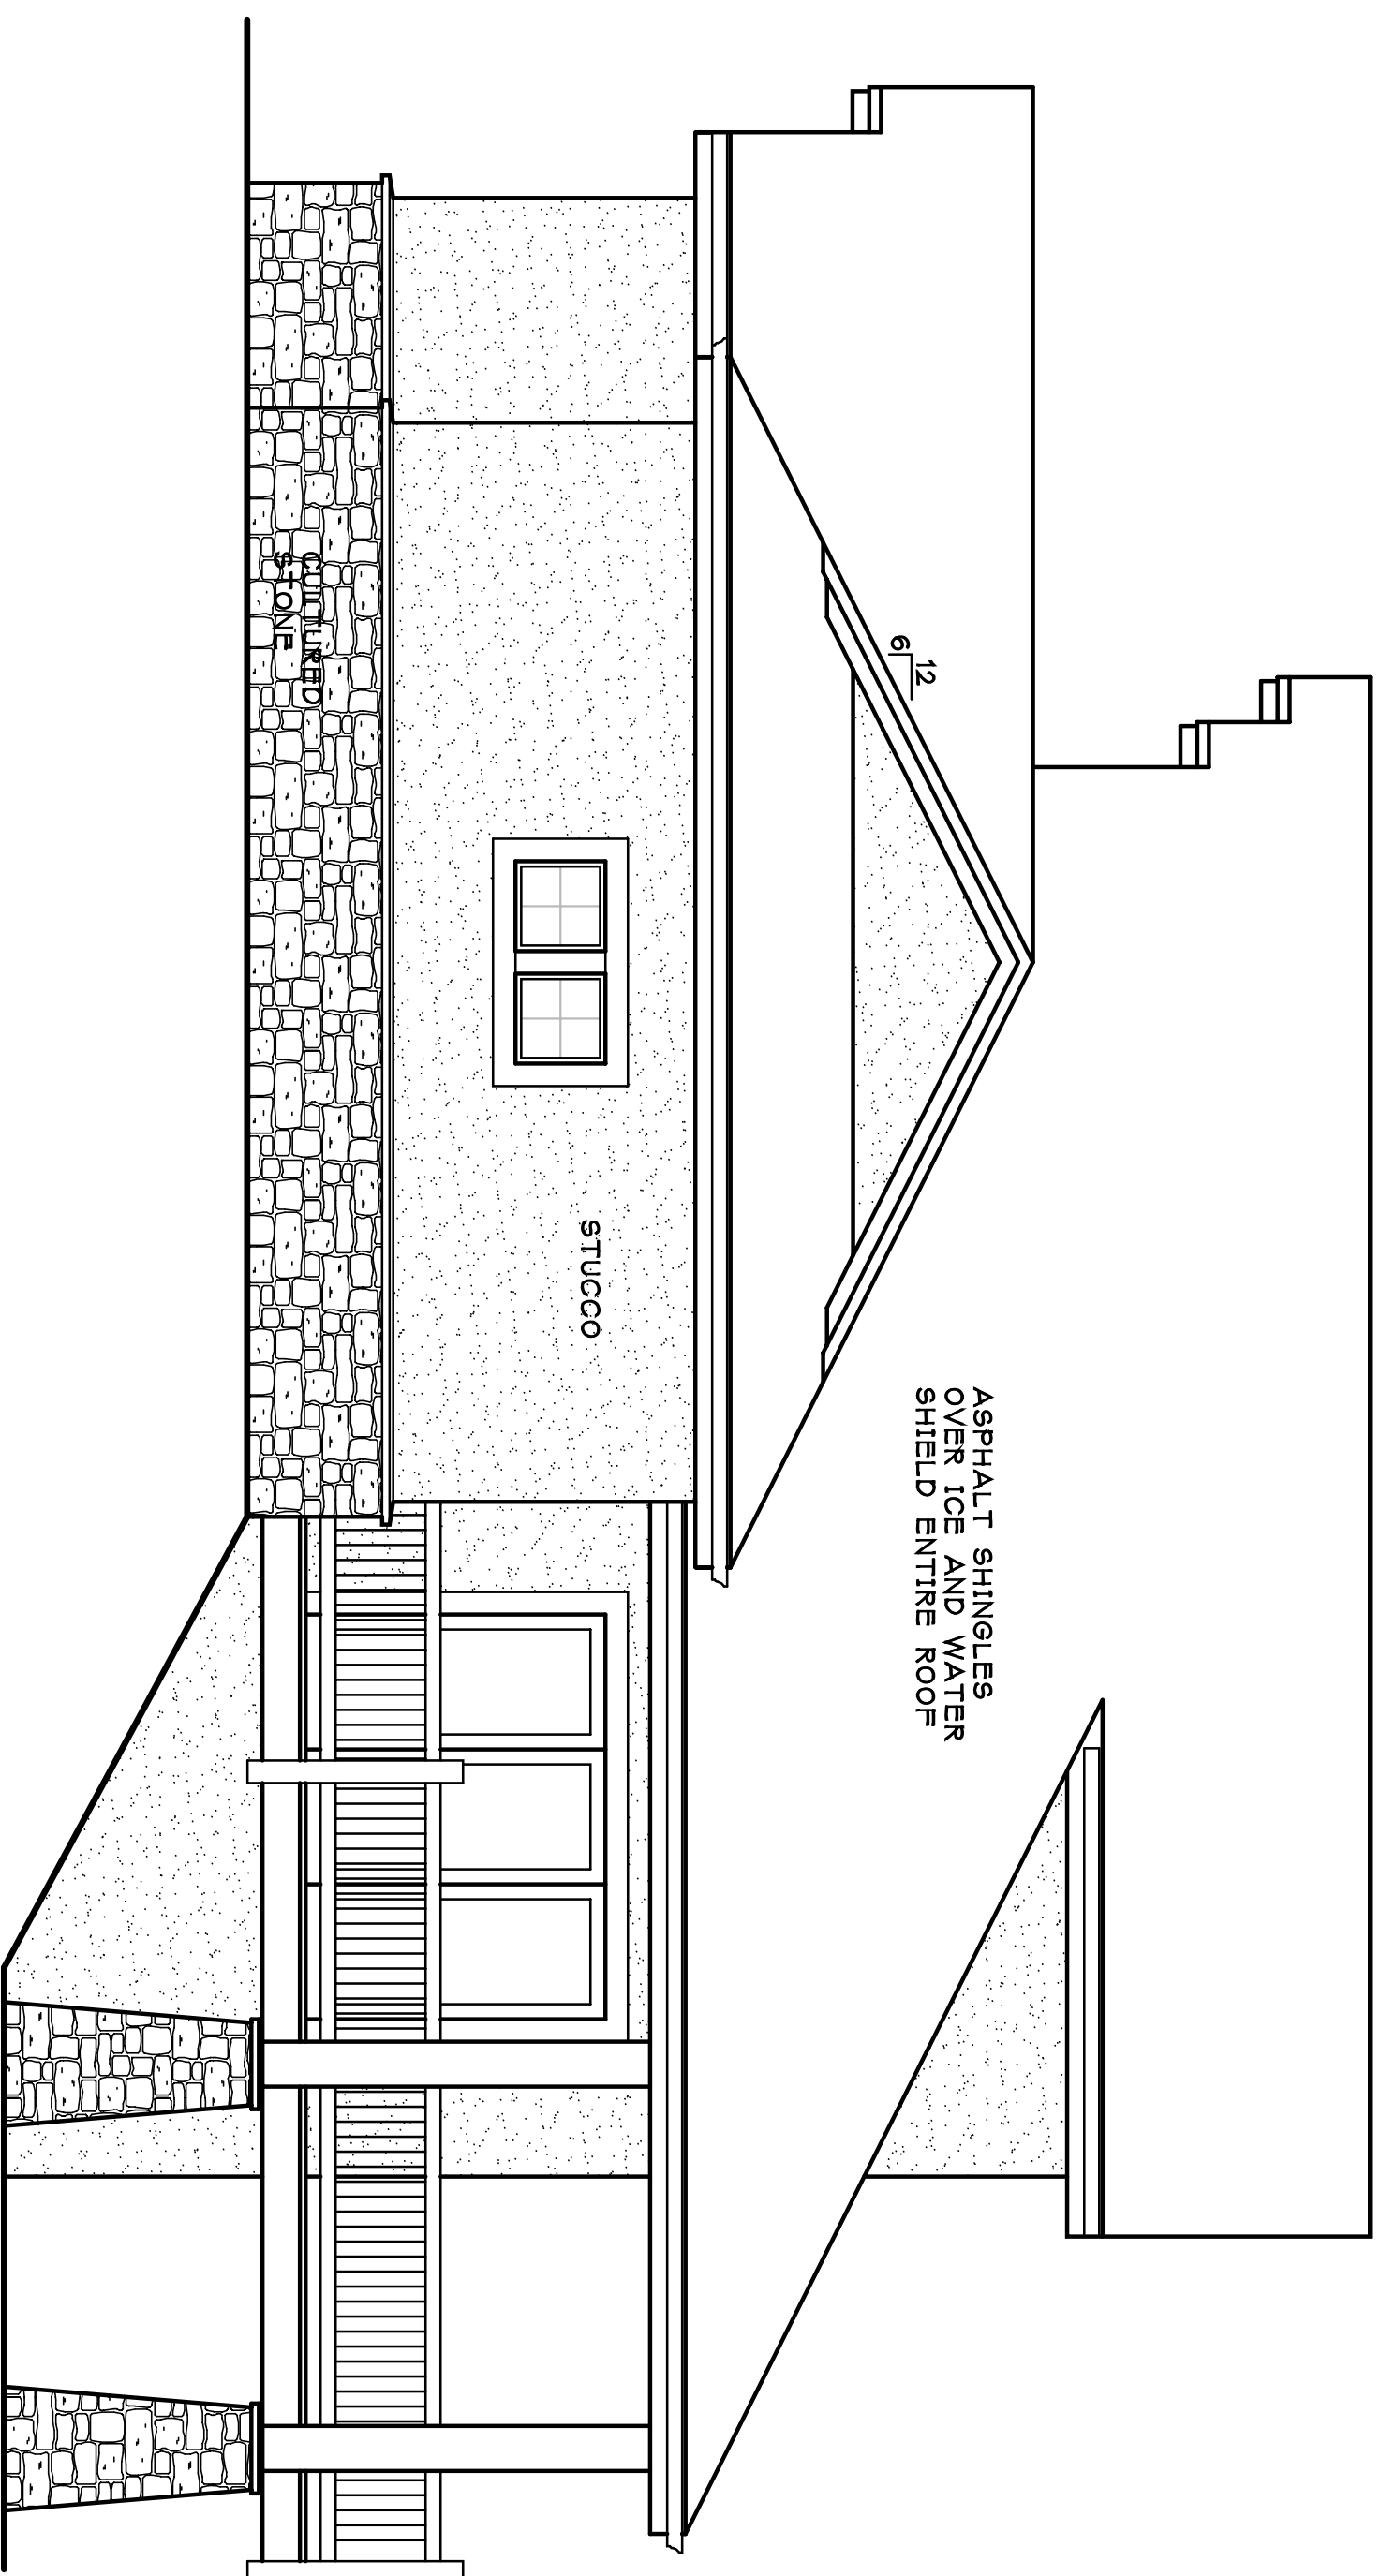 12
6
ASPHALT SHINGLES
OVER ICE AND WATER
SHIELD ENTIRE ROOF
STUCCO
CULTURED
STONE